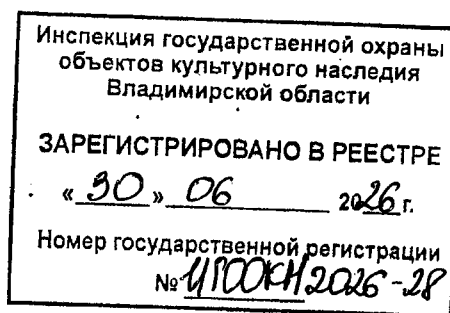 Инспекция государственной охраны
объектов культурного наследия
Владимирской области
ЗАРЕГИСТРИРОВАНО В РЕЕСТРЕ
« 30 » 06 2026 г.
Номер государственной регистрации
№ ИГООКН 2026-28